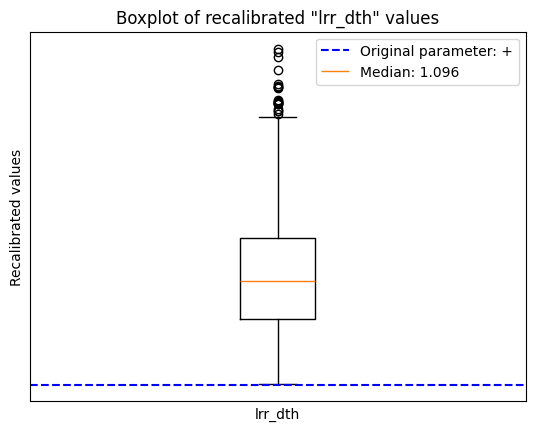 Boxplot of recalibrated "lrr_dth" values
Original parameter: +
Median: 1.096
Recalibrated values
lrr_dth